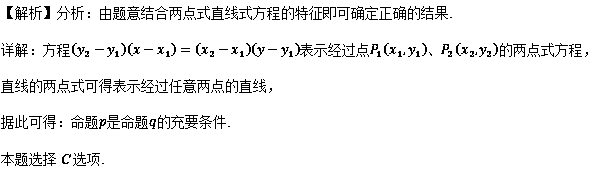 【解析】分析：由题意结合两点式直线式方程的特征即可确定正确的结果.
详解：方程(y₂ − y₁)(x − x₁) = (x₂ − x₁)(y − y₁)表示经过点P₁(x₁,y₁)、P₂(x₂,y₂)的两点式方程，
直线的两点式可得表示经过任意两点的直线，
据此可得：命题p是命题q的充要条件.
本题选择 C选项.